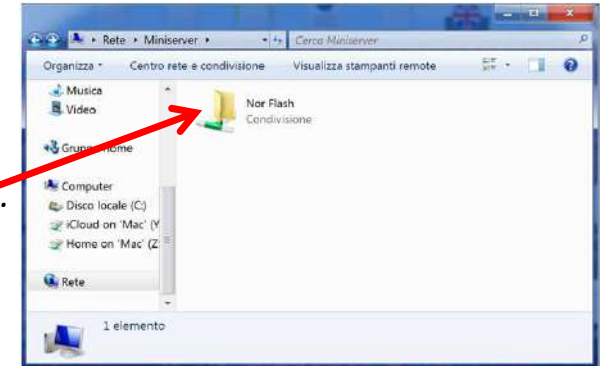 Rete ▸ Miniserver ▸
Cerca Miniserver
Organizza
Centro rete e condivisione
Visualizza stampanti remote
Musica
Video
Nor Flash
Condivisione
Gruppo home
Computer
Disco locale (C:)
iCloud on 'Mac' (Y
Home on 'Mac' (Z
Rete
1 elemento
.